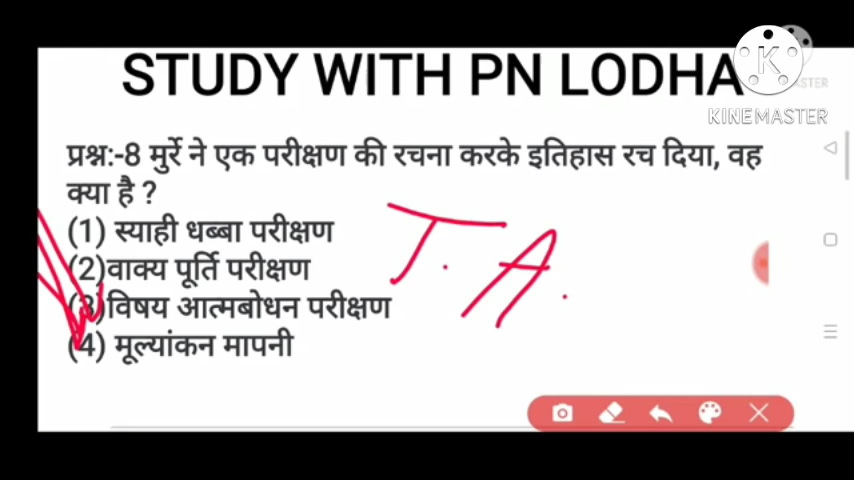 STUDY WITH PN LODHA
KINEMASTER
प्रश्न:-8 मुर्रे ने एक परीक्षण की रचना करके इतिहास रच दिया, वह
क्या है ?
(1) स्याही धब्बा परीक्षण
(2)वाक्य पूर्ति परीक्षण
(3)विषय आत्मबोधन परीक्षण
(4) मूल्यांकन मापनी
T. A.